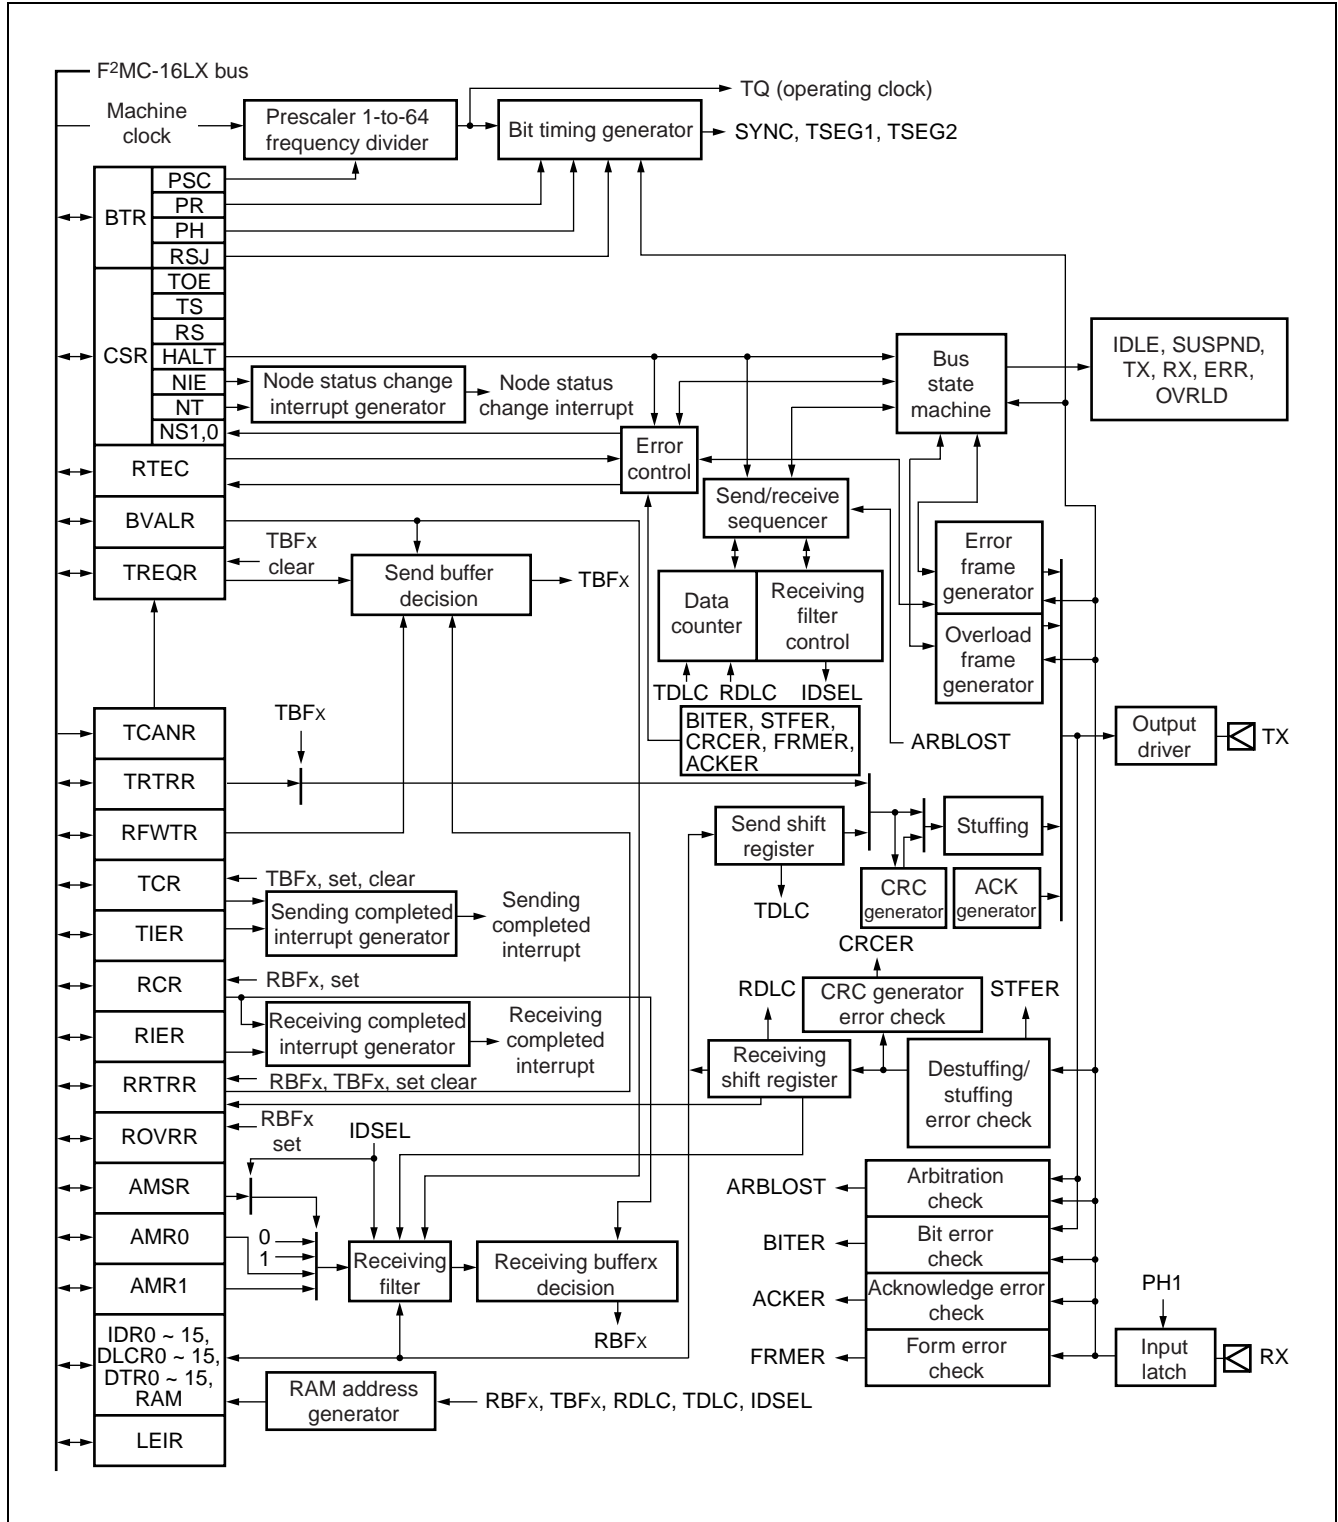 F2MC-16LX bus
Machine
clock
Prescaler 1-to-64
frequency divider
Bit timing generator
TQ (operating clock)
SYNC, TSEG1, TSEG2
BTR
PSC
PR
PH
RSJ
CSR
TOE
TS
RS
HALT
NIE
NT
NS1,0
Node status change
interrupt generator
Node status
change interrupt
Bus
state
machine
IDLE, SUSPND,
TX, RX, ERR,
OVRLD
Error
control
RTEC
BVALR
TREQR
TBFx
clear
Send buffer
decision
TBFx
Send/receive
sequencer
Data
counter
Receiving
filter
control
Error
frame
generator
Overload
frame
generator
TDLC
RDLC
IDSEL
BITER, STFER,
CRCER, FRMER,
ACKER
ARBLOST
Output
driver
TX
TCANR
TBFx
TRTRR
RFWTR
Send shift
register
TDLC
Stuffing
CRC
generator
ACK
generator
TCR
TBFx, set, clear
Sending completed
interrupt generator
Sending
completed
interrupt
TIER
RCR
RBFx, set
Receiving completed
interrupt generator
Receiving
completed
interrupt
RIER
RRTRR
RBFx, TBFx, set clear
CRCER
RDLC
CRC generator
error check
STFER
Receiving
shift register
Destuffing/
stuffing
error check
ROVRR
RBFx
set
IDSEL
AMSR
AMR0
AMR1
0
1
Receiving
filter
Receiving bufferx
decision
RBFx
ARBLOST
Arbitration
check
BITER
Bit error
check
ACKER
Acknowledge error
check
FRMER
Form error
check
PH1
Input
latch
RX
IDR0 ~ 15,
DLCR0 ~ 15,
DTR0 ~ 15,
RAM
RAM address
generator
RBFx, TBFx, RDLC, TDLC, IDSEL
LEIR